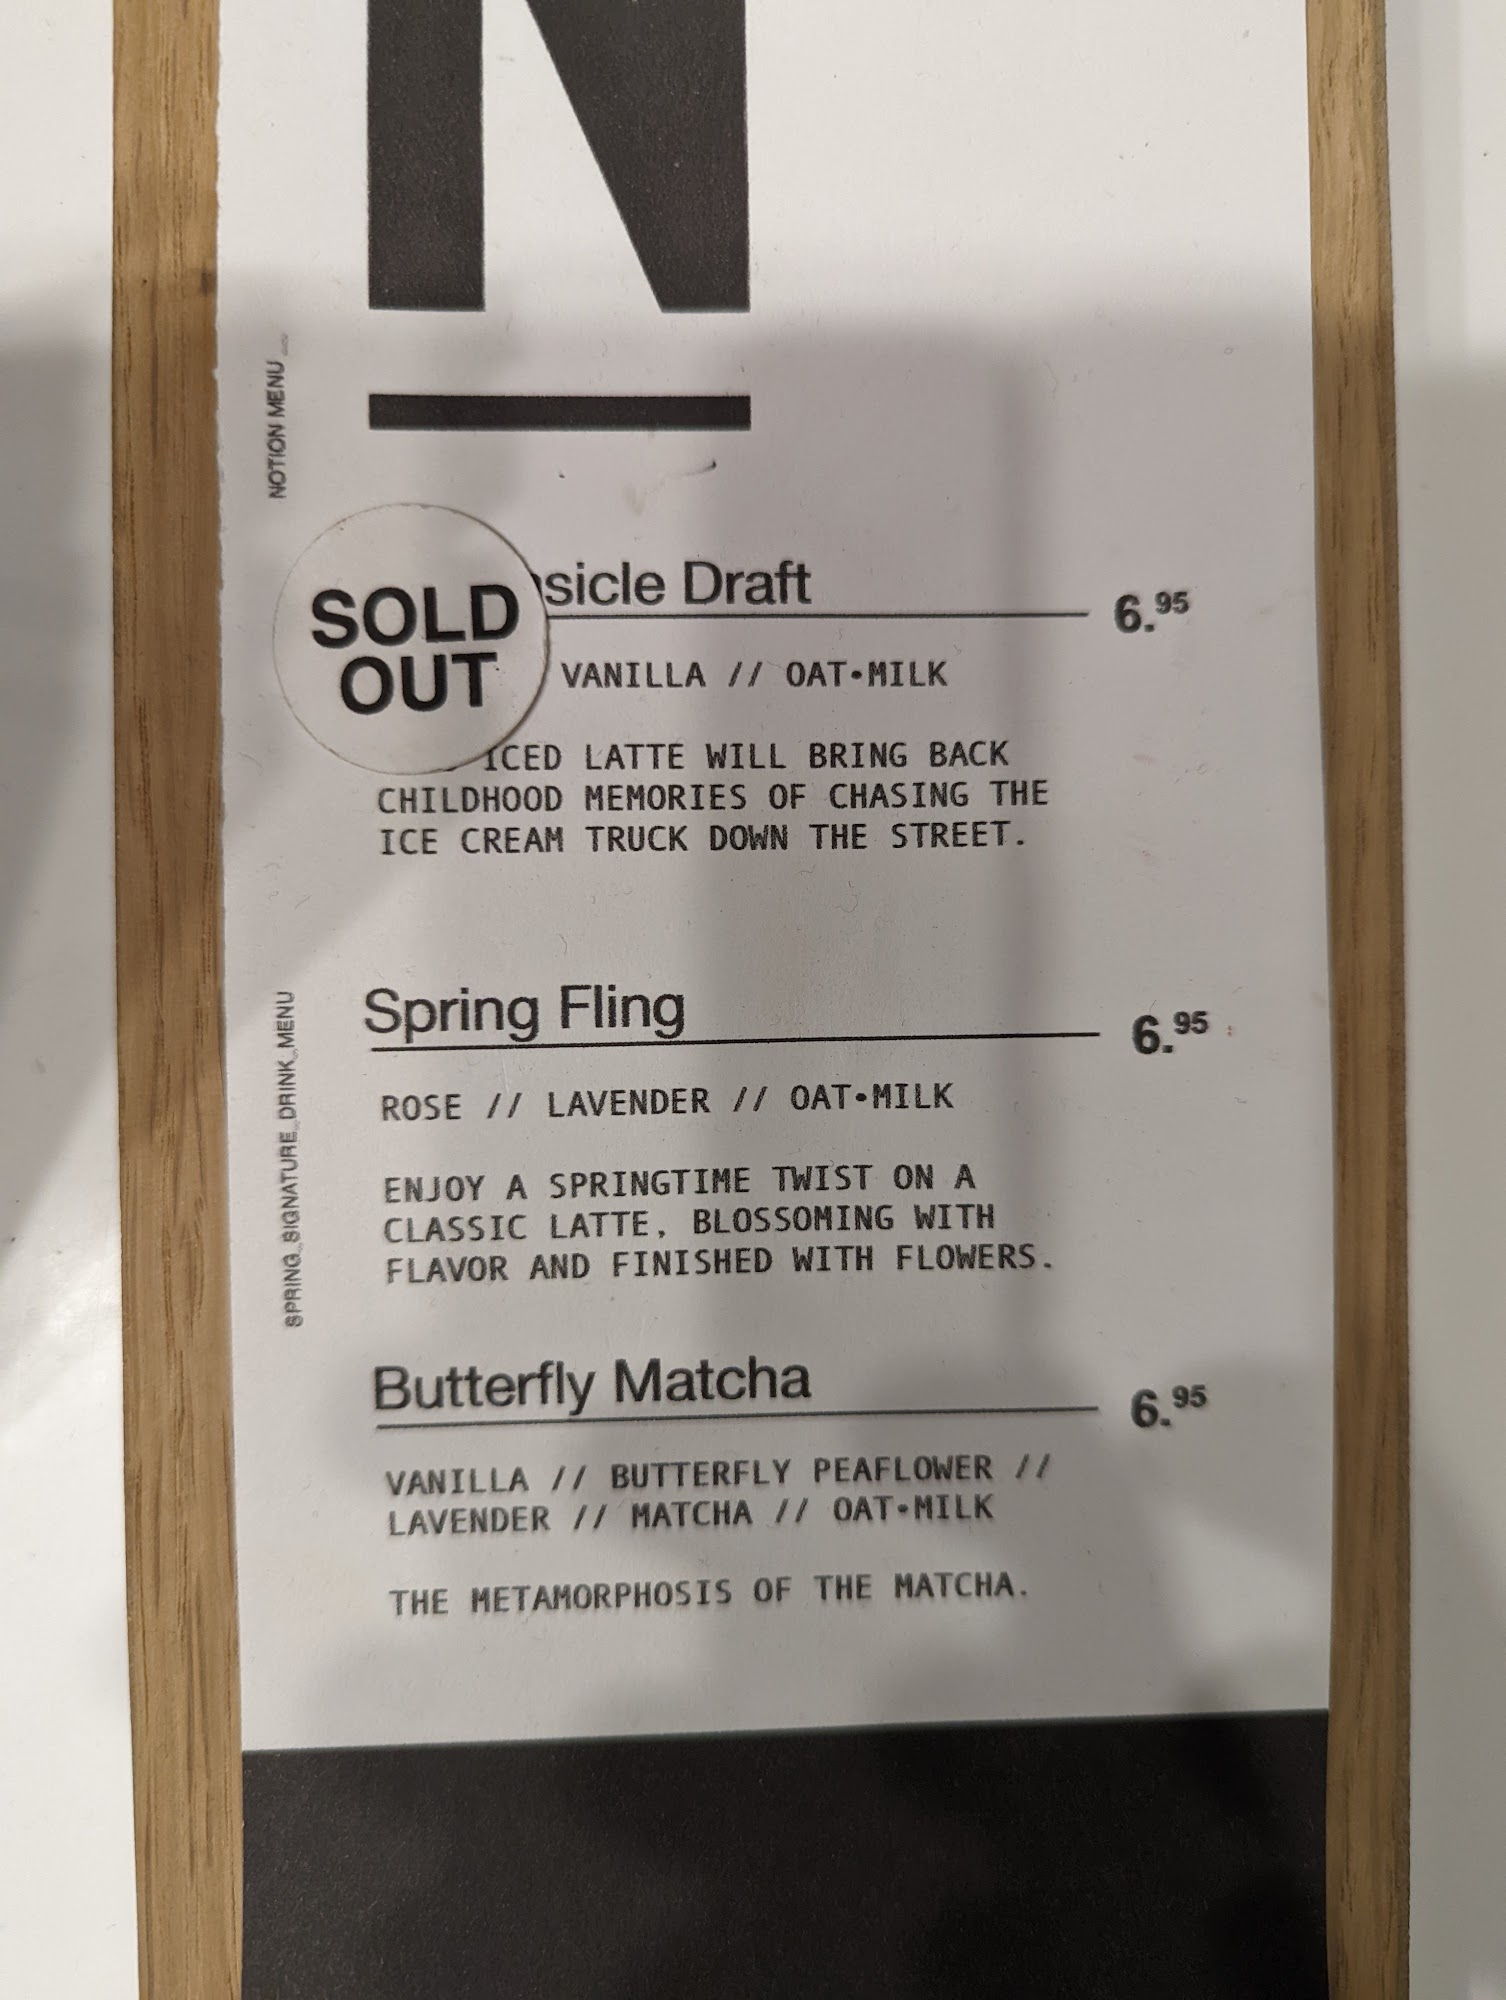 N
NOTION MENU_
SOLD
OUT
sicle Draft 6.95
VANILLA // OAT•MILK
ICED LATTE WILL BRING BACK
CHILDHOOD MEMORIES OF CHASING THE
ICE CREAM TRUCK DOWN THE STREET.
SPRING_SIGNATURE_DRINK_MENU
Spring Fling 6.95
ROSE // LAVENDER // OAT•MILK
ENJOY A SPRINGTIME TWIST ON A
CLASSIC LATTE, BLOSSOMING WITH
FLAVOR AND FINISHED WITH FLOWERS.
Butterfly Matcha 6.95
VANILLA // BUTTERFLY PEAFLOWER //
LAVENDER // MATCHA // OAT•MILK
THE METAMORPHOSIS OF THE MATCHA.